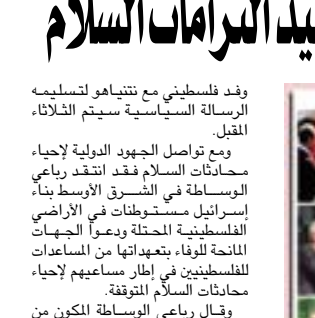 يد التزامات السلام
وفد فلسطيني مع نتنياهو لتسليمه
الرسالة السياسية سيتم الثلاثاء
المقبل.
ومع تواصل الجهود الدولية لإحياء
محادثات السلام فقد انتقد رباعي
الوساطة في الشرق الأوسط بناء
إسرائيل مستوطنات في الأراضي
الفلسطينية المحتلة ودعوا الجهات
المانحة للوفاء بتعهداتها من المساعدات
للفلسطينيين في إطار مساعيهم لإحياء
محادثات السلام المتوقفة.
وقال رباعي الوساطة المكون من